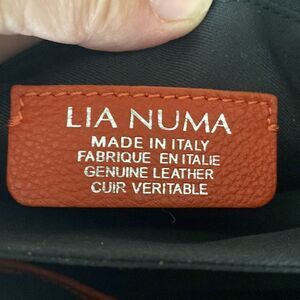 LIA NUMA
MADE IN ITALY
FABRIQUE EN ITALIE
GENUINE LEATHER
CUIR VERITABLE